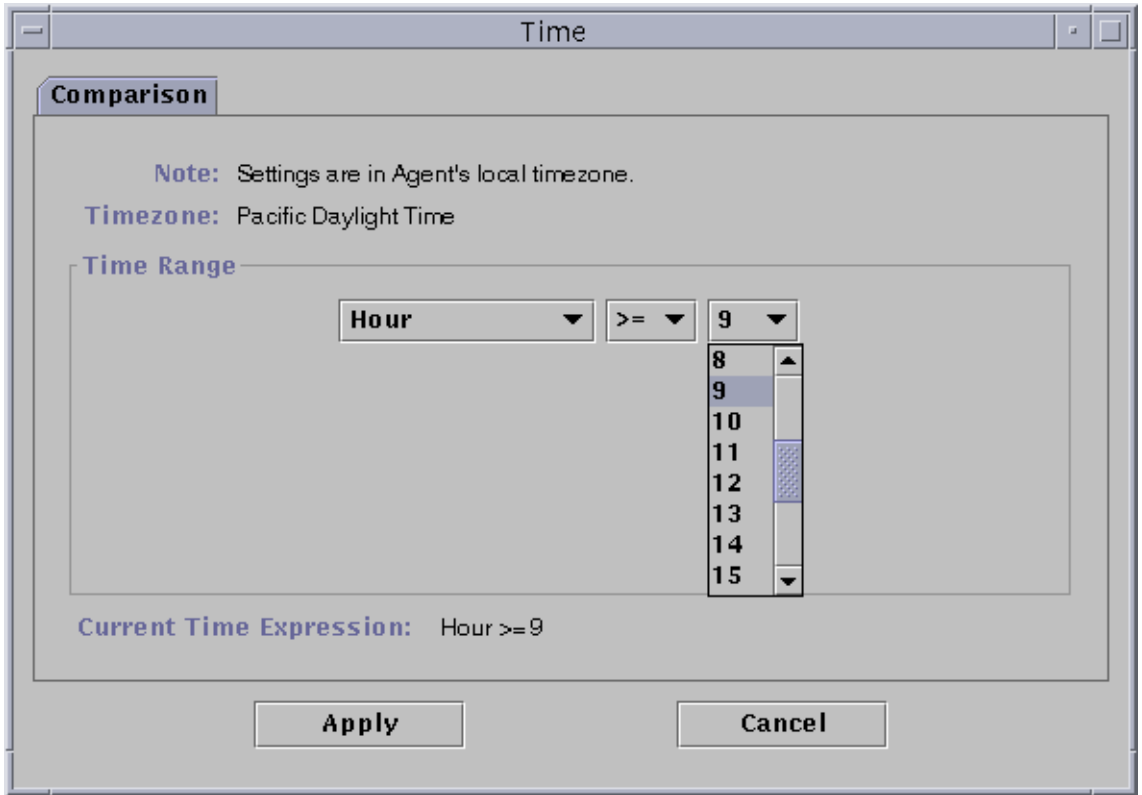 Time
Comparison
Note: Settings are in Agent's local timezone.
Timezone: Pacific Daylight Time
Time Range
Hour >= 9
8
9
10
11
12
13
14
15
Current Time Expression: Hour >= 9
Apply Cancel